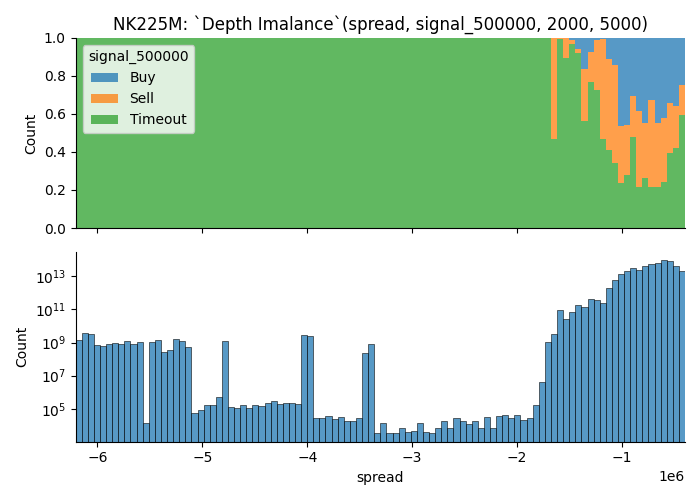 NK225M: `Depth Imalance`(spread, signal_500000, 2000, 5000)
signal_500000
Buy
Sell
Timeout
Count
1.0
0.8
0.6
0.4
0.2
0.0
Count
10^13
10^11
10^9
10^7
10^5
−6 −5 −4 −3 −2 −1
1e6
spread